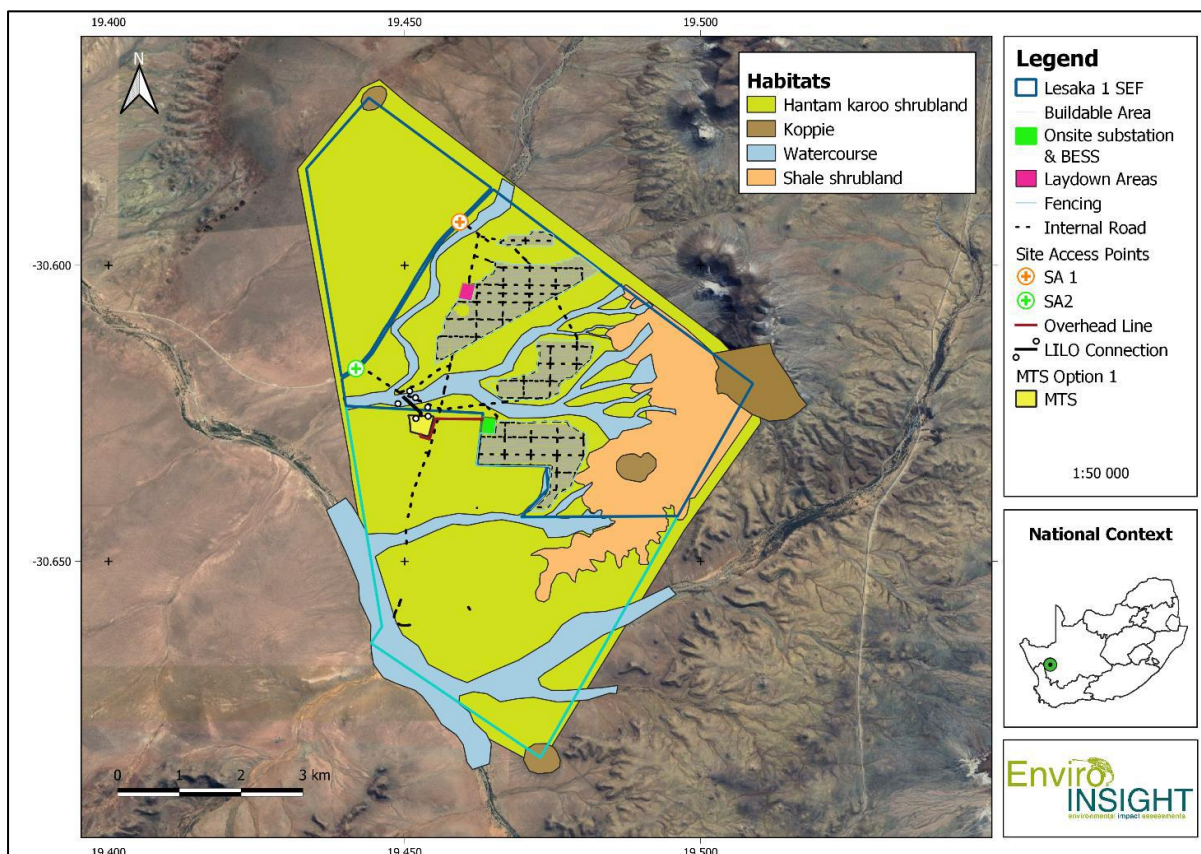 19.400
19.450
19.500
N
-30.600
-30.650
Habitats
Hantam karoo shrubland
Koppie
Watercourse
Shale shrubland
0 1 2 3 km
19.400
19.450
19.500
Legend
Lesaka 1 SEF
Buildable Area
Onsite substation
& BESS
Laydown Areas
Fencing
Internal Road
Site Access Points
SA 1
SA2
Overhead Line
LILO Connection
MTS Option 1
MTS
1:50 000
National Context
Enviro
INSIGHT
environmental impact assessments